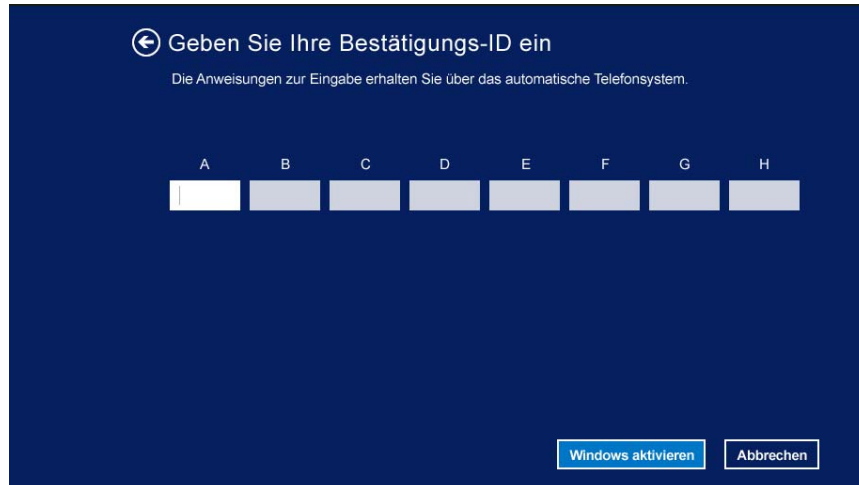 Geben Sie Ihre Bestätigungs-ID ein
Die Anweisungen zur Eingabe erhalten Sie über das automatische Telefonsystem.
A B C D E F G H
Windows aktivieren Abbrechen